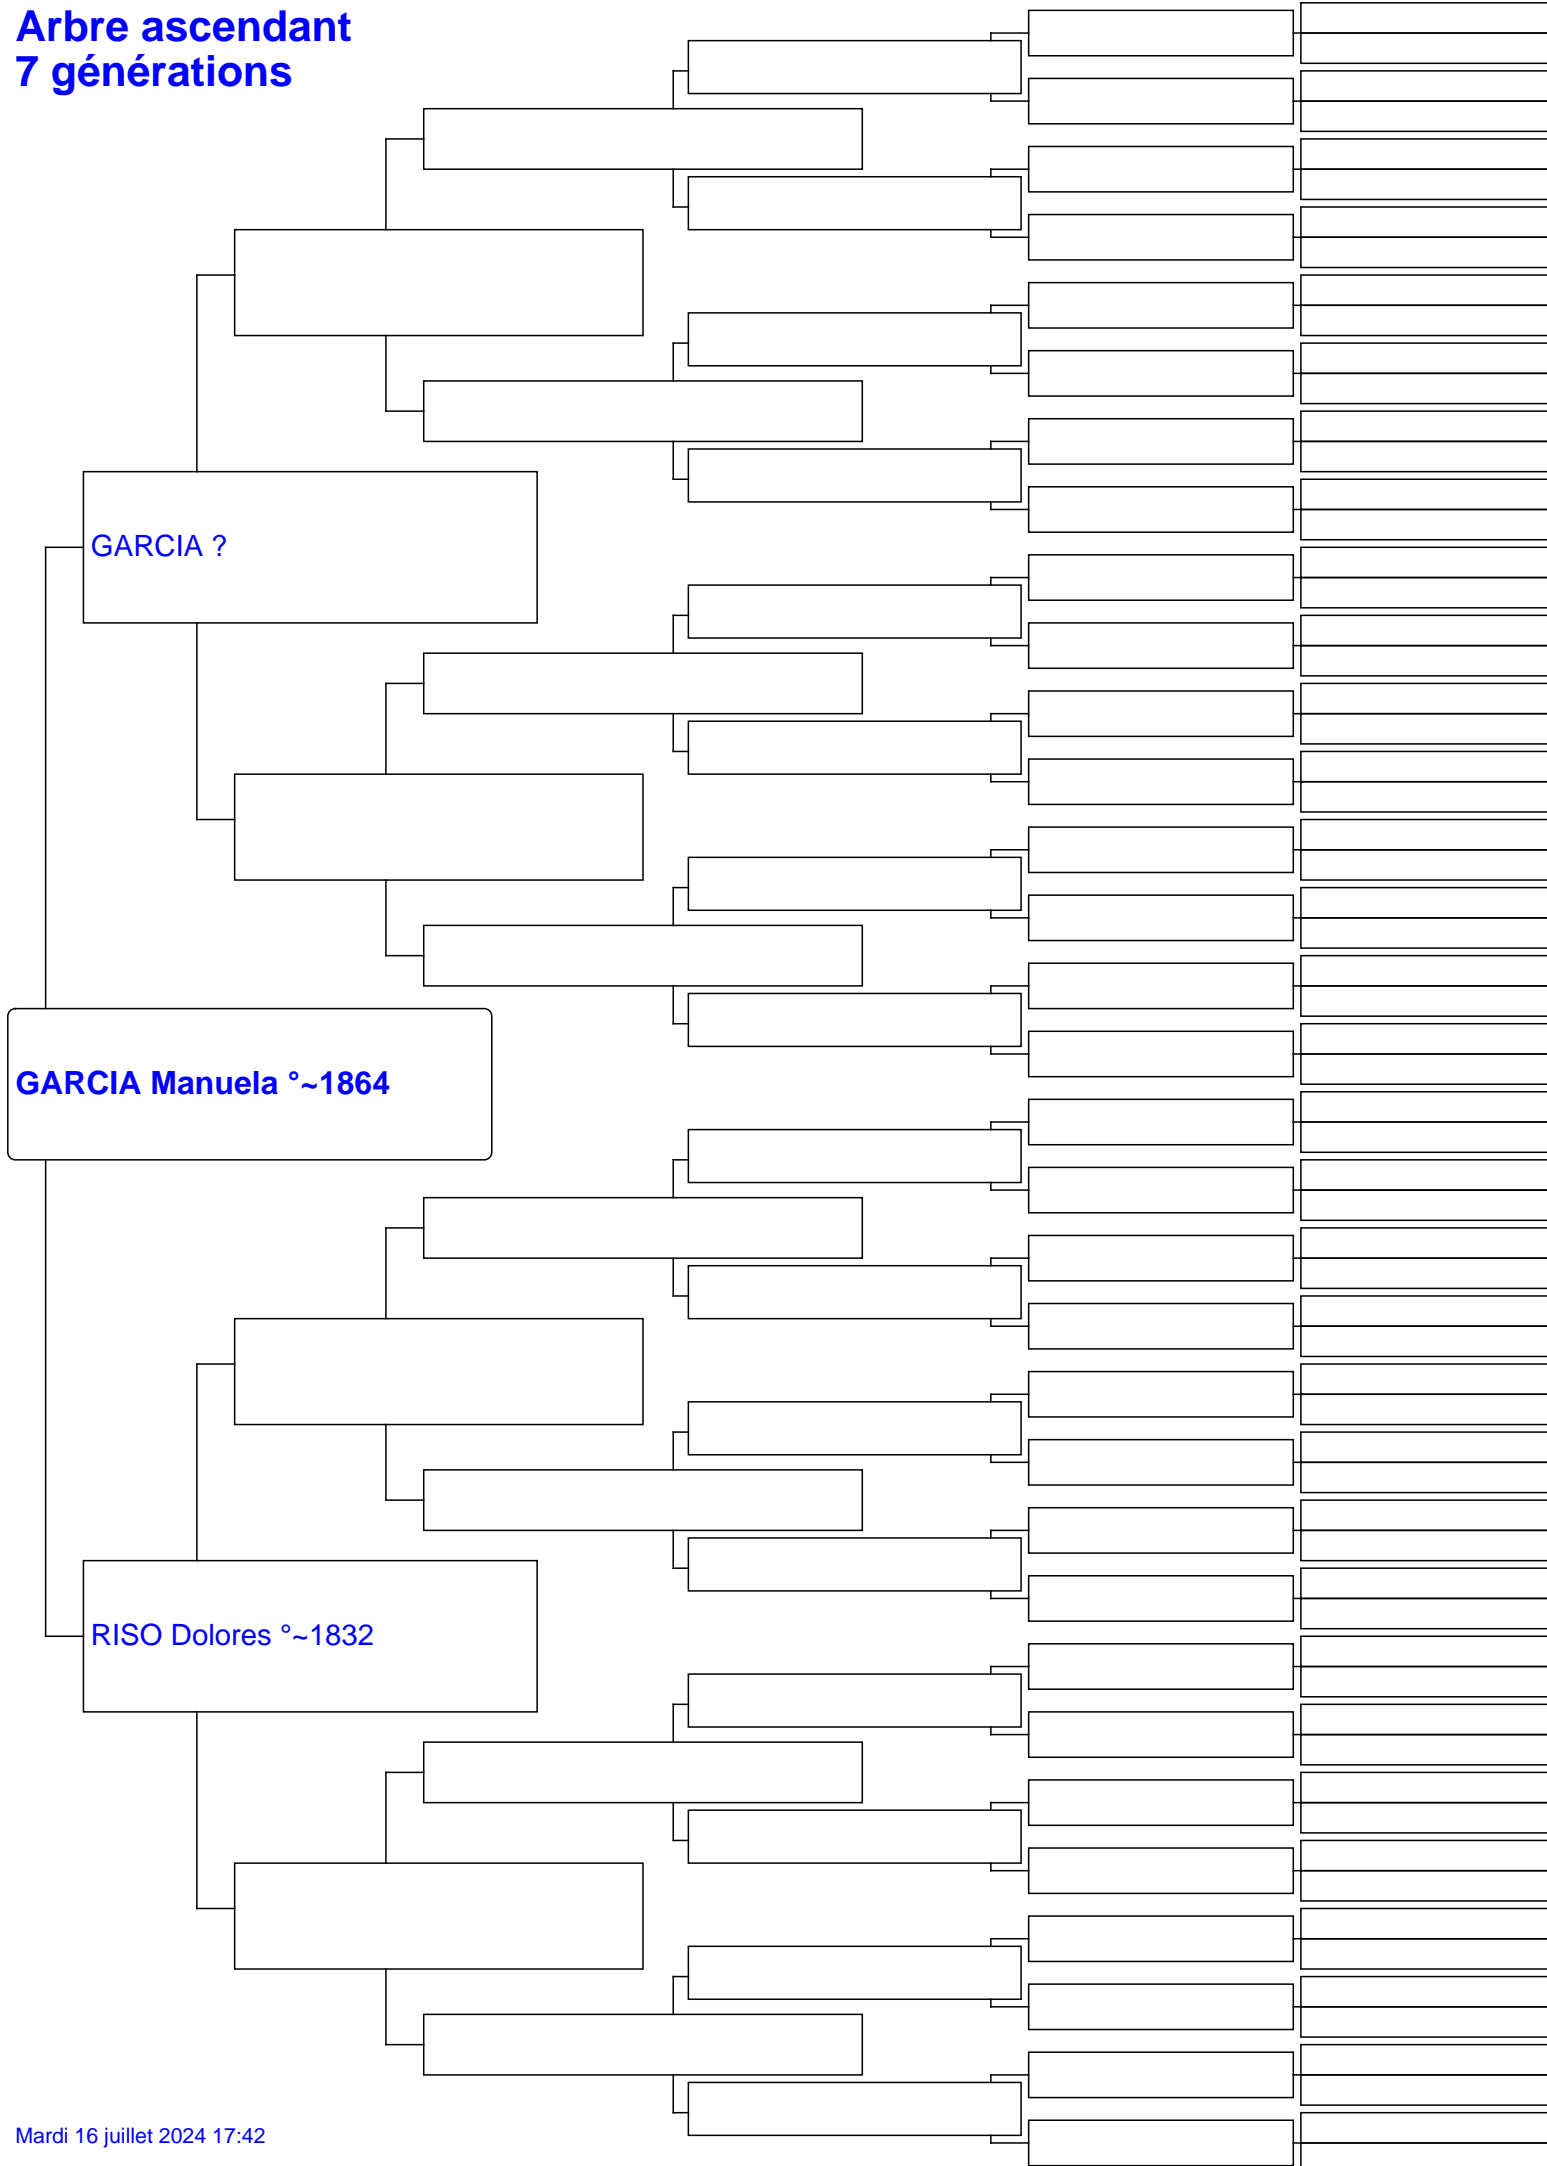 Arbre ascendant
7 générations
GARCIA ?
GARCIA Manuela °~1864
RISO Dolores °~1832
Mardi 16 juillet 2024 17:42